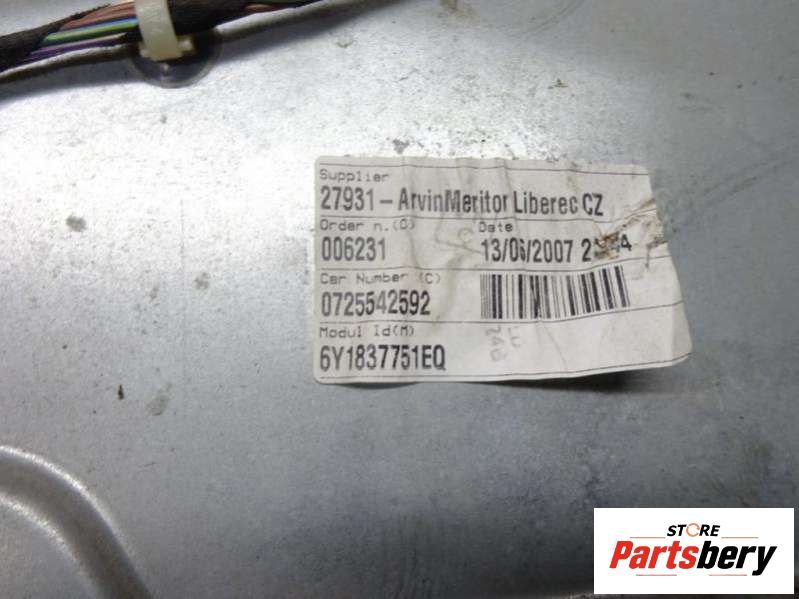 Supplier
27931-ArvinMeritor Liberec CZ
Order n.(O) Date
006231 13/06/2007
Car Number (C)
0725542592
Modul Id(M)
6Y1837751EQ
STORE
Partsbery